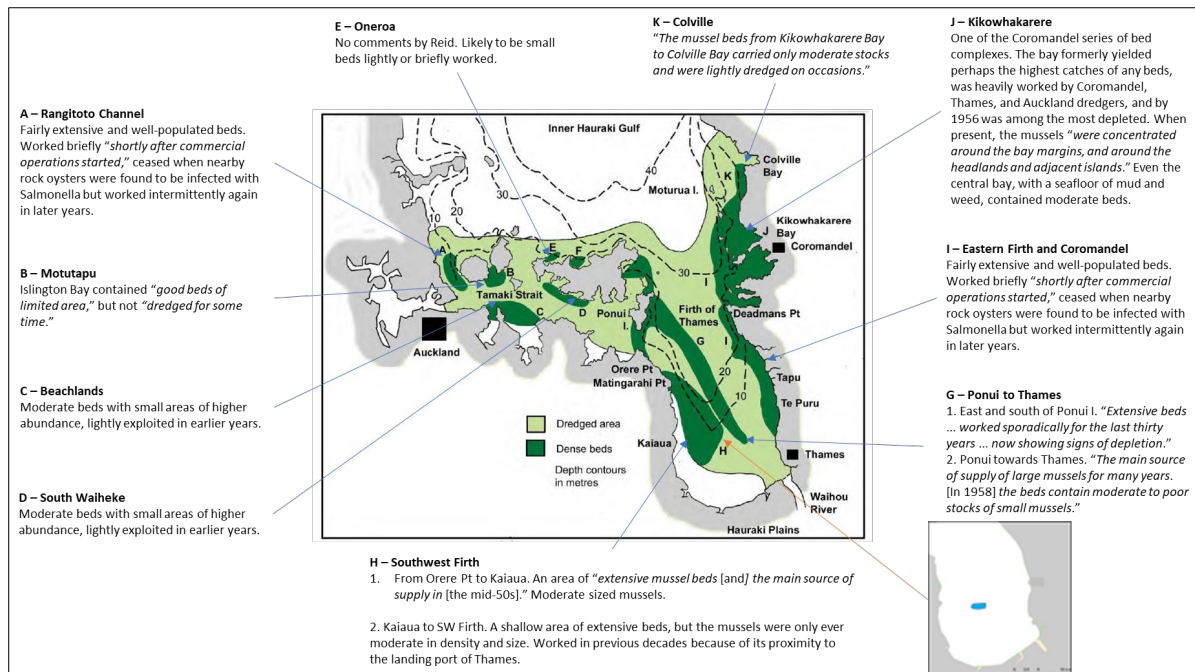 E – Oneroa
No comments by Reid. Likely to be small
beds lightly or briefly worked.
K – Colville
“The mussel beds from Kikowhakarere Bay
to Colville Bay carried only moderate stocks
and were lightly dredged on occasions.”
J – Kikowhakarere
One of the Coromandel series of bed
complexes. The bay formerly yielded
perhaps the highest catches of any beds,
was heavily worked by Coromandel,
Thames, and Auckland dredgers, and by
1956 was among the most depleted. When
present, the mussels “were concentrated
around the bay margins, and around the
headlands and adjacent islands.” Even the
central bay, with a seafloor of mud and
weed, contained moderate beds.
A – Rangitoto Channel
Fairly extensive and well-populated beds.
Worked briefly “shortly after commercial
operations started,” ceased when nearby
rock oysters were found to be infected with
Salmonella but worked intermittently again
in later years.
B – Motutapu
Islington Bay contained “good beds of
limited area,” but not “dredged for some
time.”
C – Beachlands
Moderate beds with small areas of higher
abundance, lightly exploited in earlier years.
D – South Waiheke
Moderate beds with small areas of higher
abundance, lightly exploited in earlier years.
Inner Hauraki Gulf
Colville
Bay
K
40
Moturua I.
30
20
10
Kikowhakarere
Bay
J
Coromandel
A
B
E
F
30
I
Tamaki Strait
C
D
Ponui
I.
Firth of
Thames
Deadmans Pt
G
I
Auckland
Orere Pt
Matingarahi Pt
20
10
Tapu
Te Puru
Dredged area
Dense beds
Depth contours
in metres
Kaiaua
H
Thames
Waihou
River
Hauraki Plains
I – Eastern Firth and Coromandel
Fairly extensive and well-populated beds.
Worked briefly “shortly after commercial
operations started,” ceased when nearby
rock oysters were found to be infected with
Salmonella but worked intermittently again
in later years.
G – Ponui to Thames
1. East and south of Ponui I. “Extensive beds
... worked sporadically for the last thirty
years ... now showing signs of depletion.”
2. Ponui towards Thames. “The main source
of supply of large mussels for many years.
[In 1958] the beds contain moderate to poor
stocks of small mussels.”
H – Southwest Firth
1. From Orere Pt to Kaiaua. An area of “extensive mussel beds [and] the main source of
supply in [the mid-50s].” Moderate sized mussels.
2. Kaiaua to SW Firth. A shallow area of extensive beds, but the mussels were only ever
moderate in density and size. Worked in previous decades because of its proximity to
the landing port of Thames.